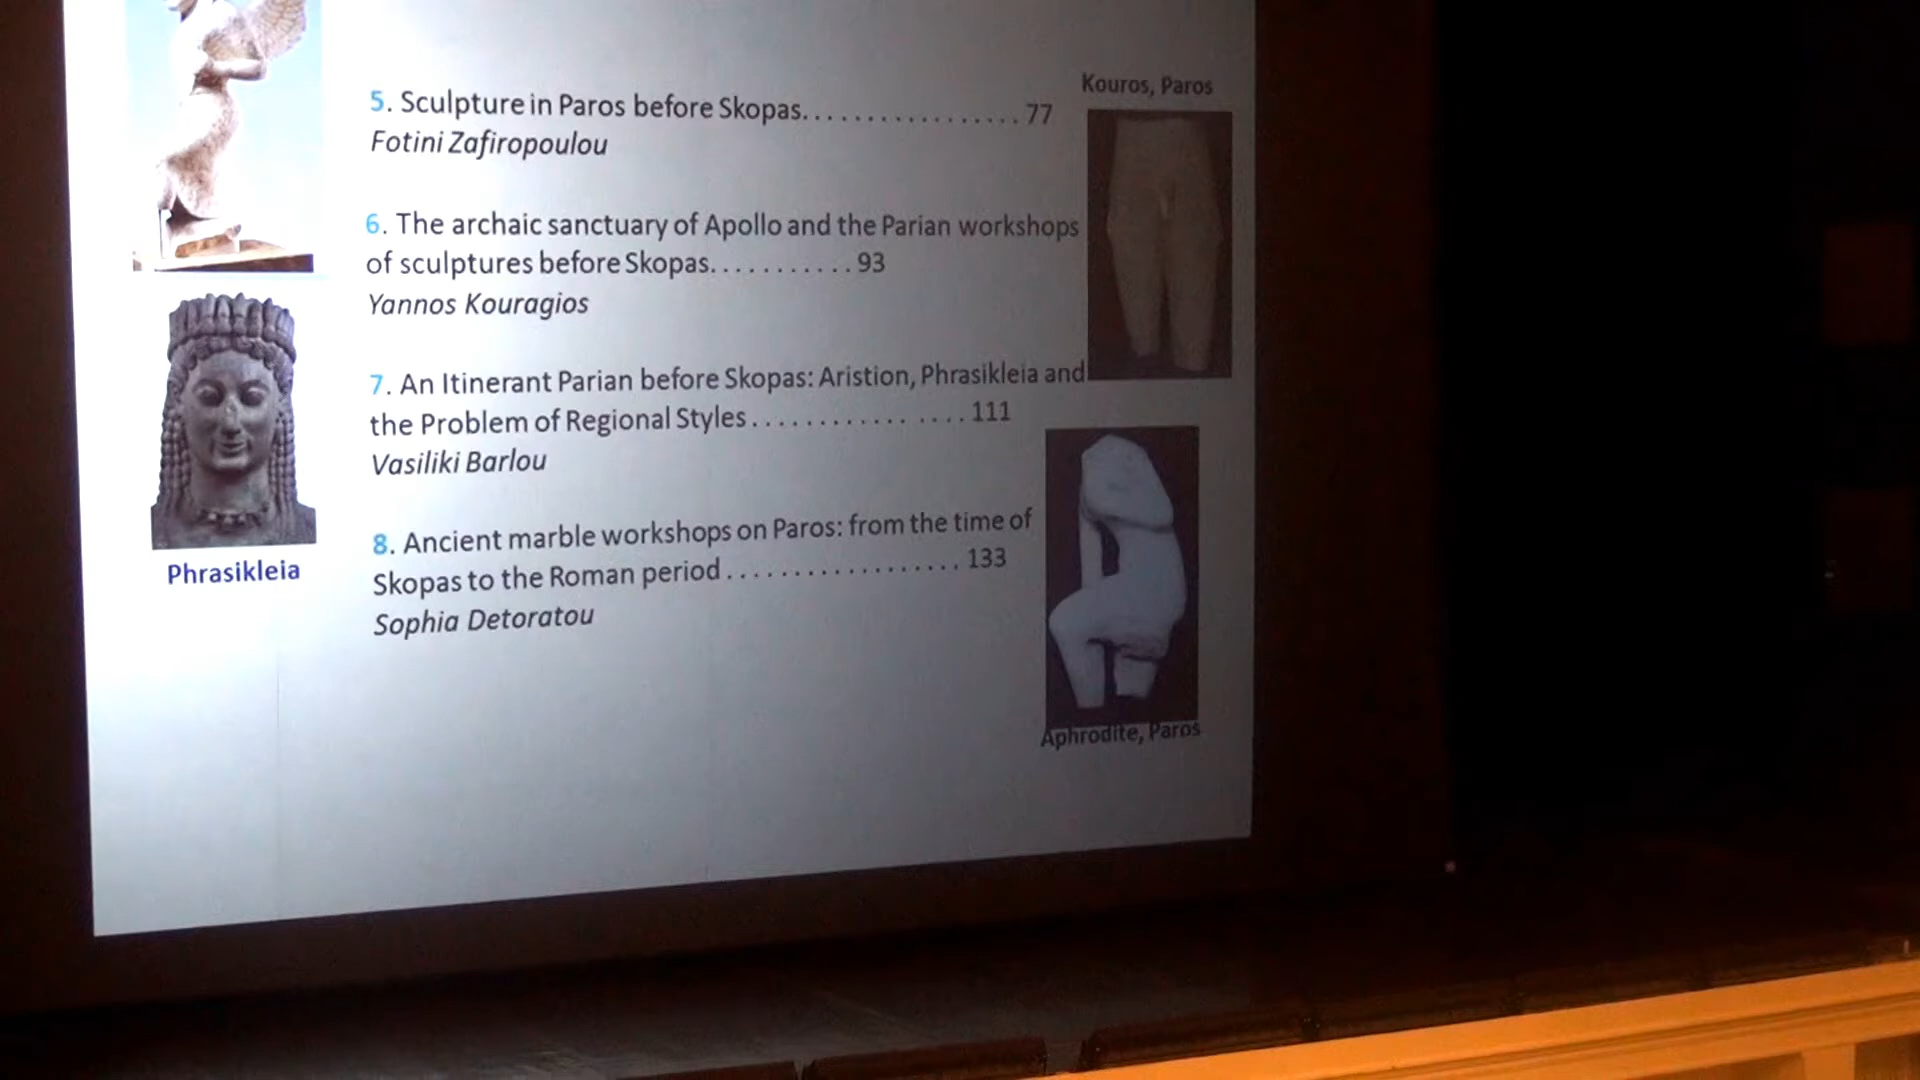 Kouros, Paros
5. Sculpture in Paros before Skopas.................77
Fotini Zafiropoulou
6. The archaic sanctuary of Apollo and the Parian workshops
of sculptures before Skopas...........93
Yannos Kouragios
7. An Itinerant Parian before Skopas: Aristion, Phrasikleia and
the Problem of Regional Styles............ ....111
Vasiliki Barlou
8. Ancient marble workshops on Paros: from the time of
Skopas to the Roman period..................133
Sophia Detoratou
Phrasikleia
Aphrodite, Paros